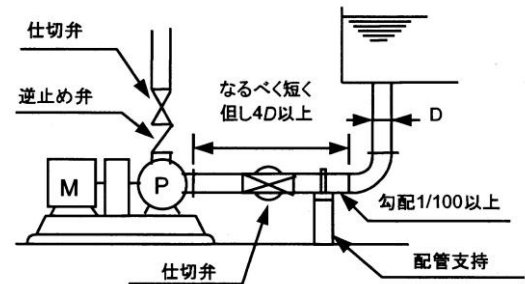 仕切弁
逆止め弁
なるべく短く
但し4D以上
D
M
P
勾配1/100以上
仕切弁
配管支持